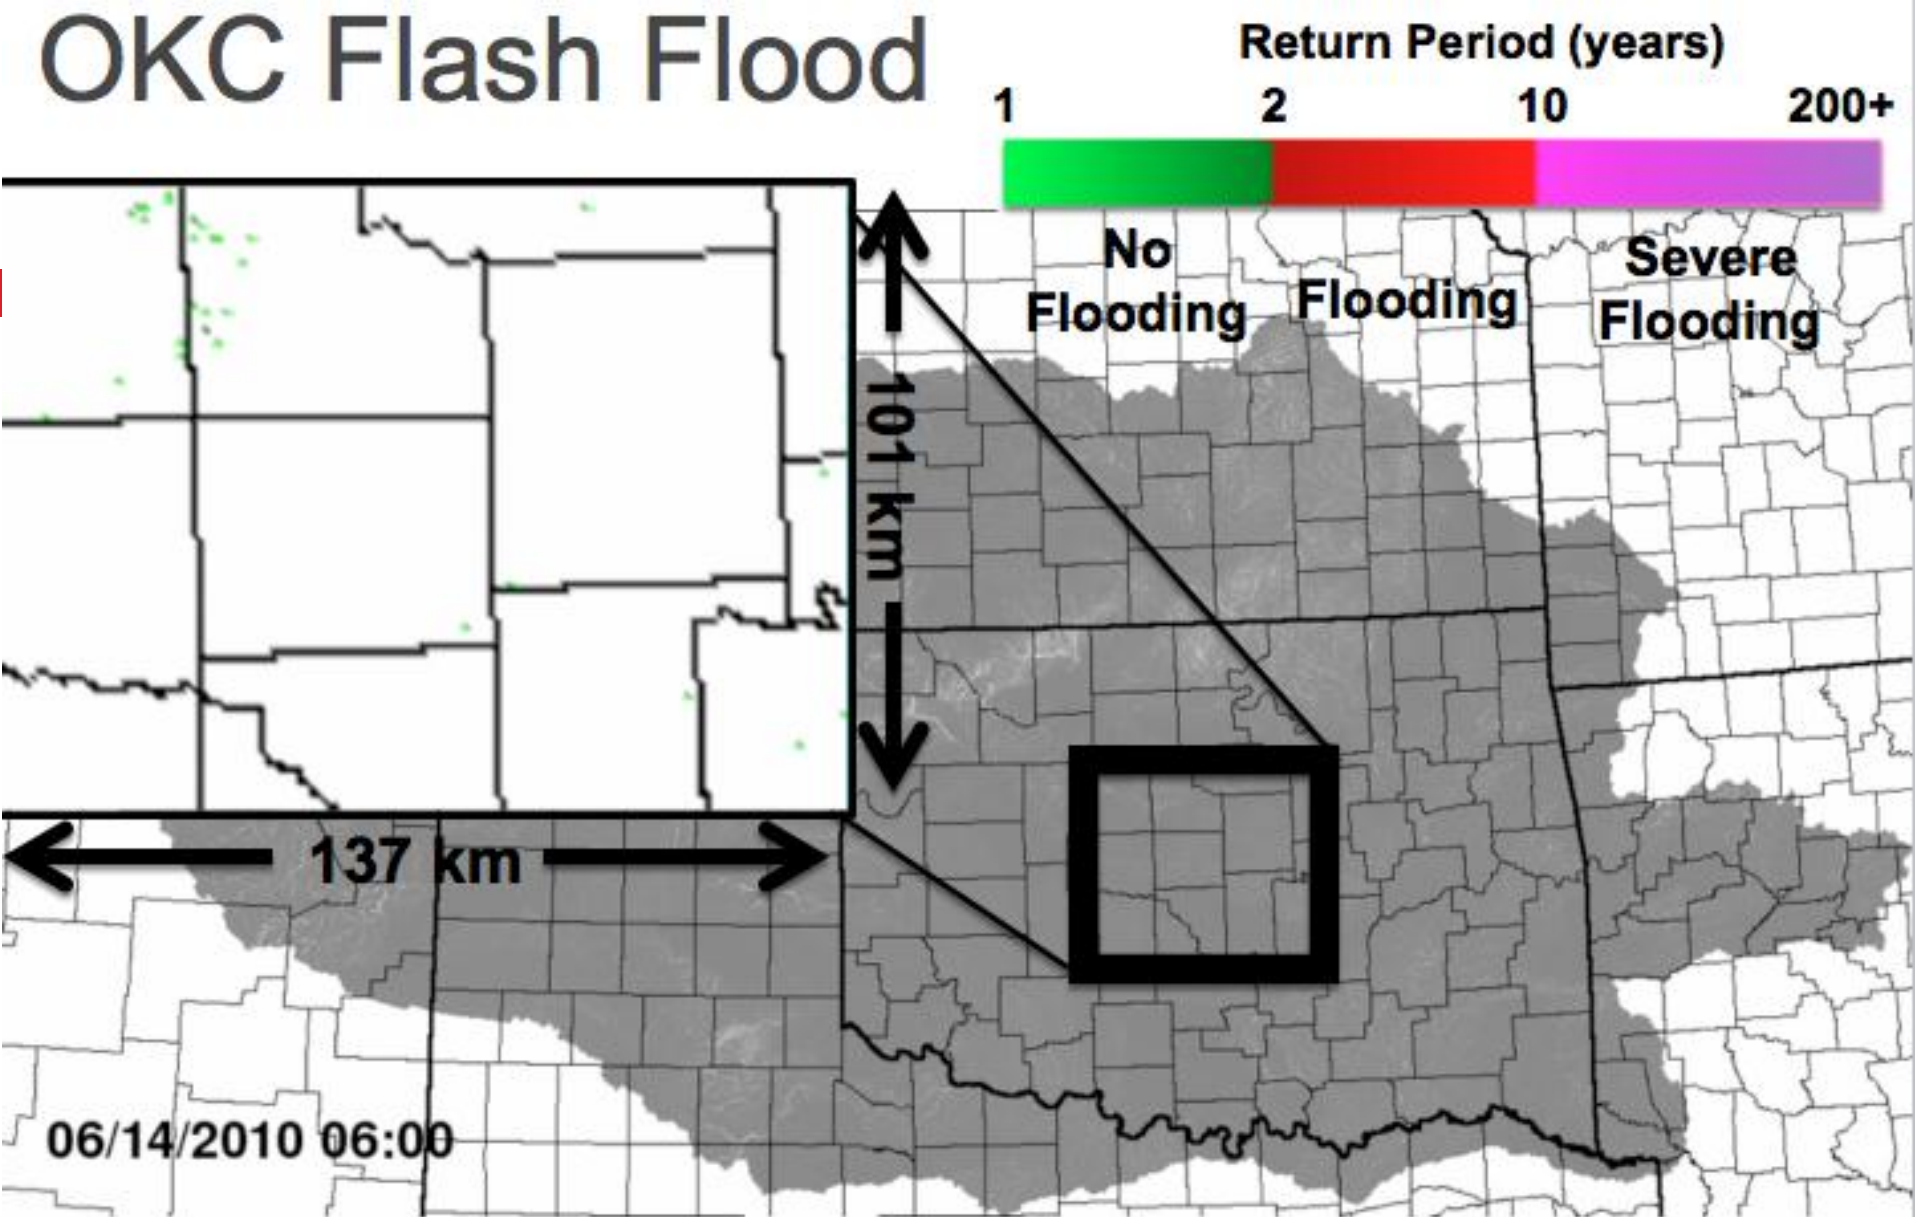 OKC Flash Flood
Return Period (years)
1 2 10 200+
No
Flooding
Flooding
Severe
Flooding
101 km
137 km
06/14/2010 06:00